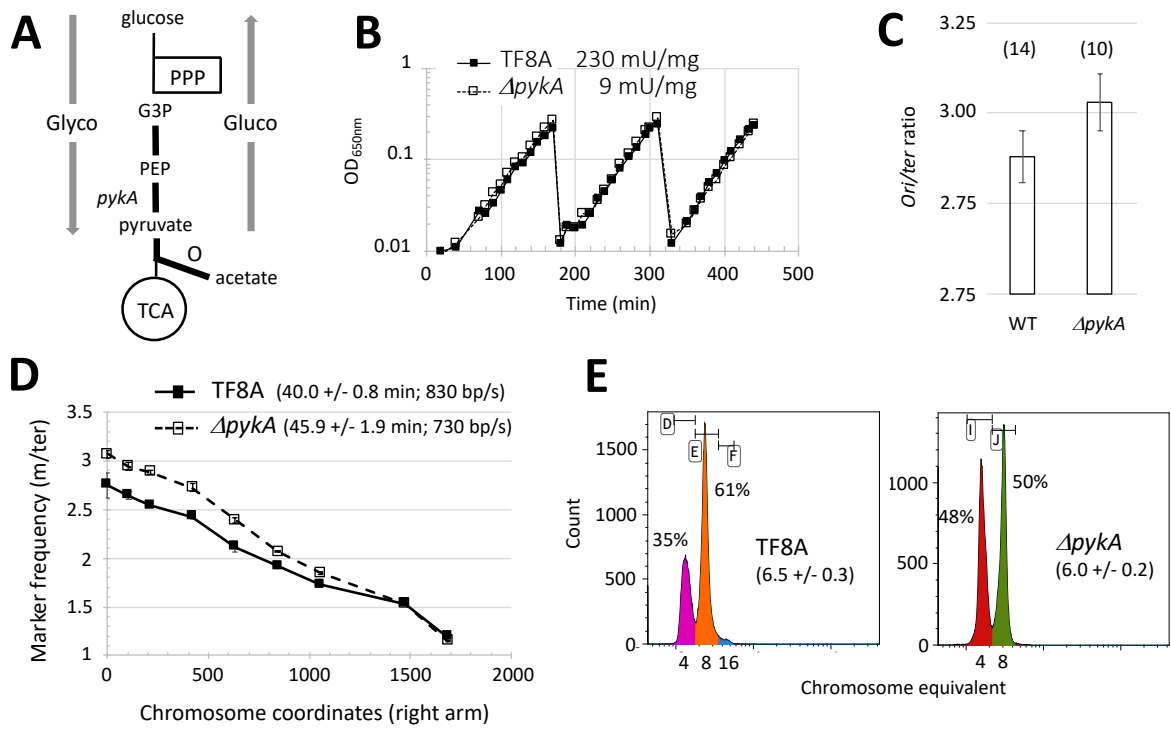 A
glucose
PPP
G3P
Glyco
Gluco
PEP
pykA
pyruvate
O
acetate
TCA
B
TF8A 230 mU/mg
ΔpykA 9 mU/mg
1
0.1
0.01
OD650nm
0 100 200 300 400 500
Time (min)
C
3.25
(14) (10)
3.00
2.75
2.75
Ori/ter ratio
WT ΔpykA
D
TF8A (40.0 +/- 0.8 min; 830 bp/s)
ΔpykA (45.9 +/- 1.9 min; 730 bp/s)
3.5
3
2.5
2
1.5
1
Marker frequency (m/ter)
0 500 1000 1500 2000
Chromosome coordinates (right arm)
E
1500
1000
500
0
Count
D
E
F
61%
35%
TF8A
(6.5 +/- 0.3)
4 8 16
1000
500
0
I
J
50%
48%
ΔpykA
(6.0 +/- 0.2)
4 8
Chromosome equivalent